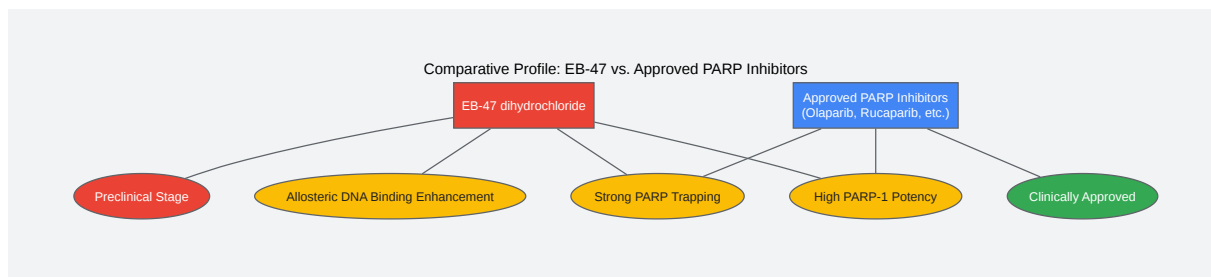 Comparative Profile: EB-47 vs. Approved PARP Inhibitors
EB-47 dihydrochloride
Approved PARP Inhibitors
(Olaparib, Rucaparib, etc.)
Preclinical Stage
Allosteric DNA Binding Enhancement
Strong PARP Trapping
High PARP-1 Potency
Clinically Approved